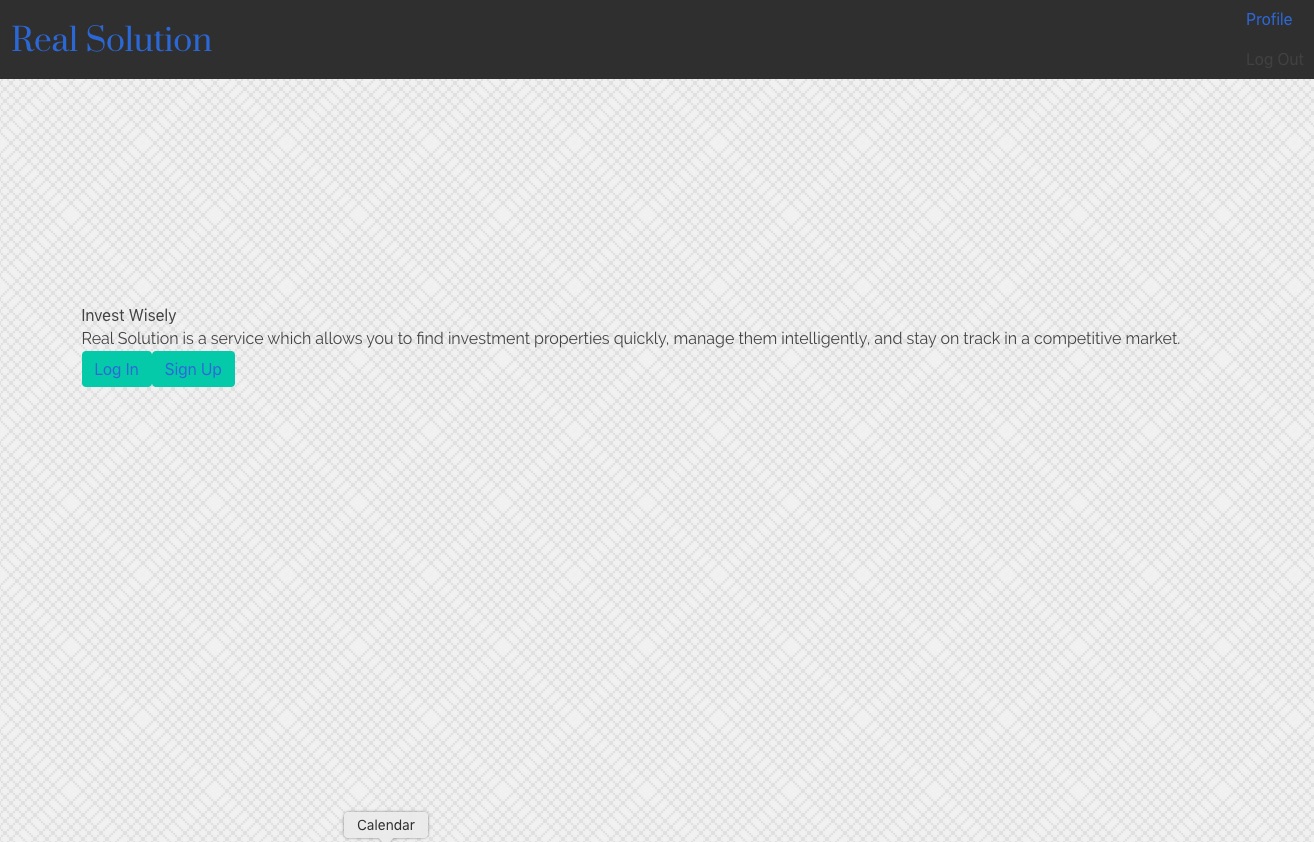 Real Solution
Profile
Log Out
Invest Wisely
Real Solution is a service which allows you to find investment properties quickly, manage them intelligently, and stay on track in a competitive market.
Log In Sign Up
Calendar